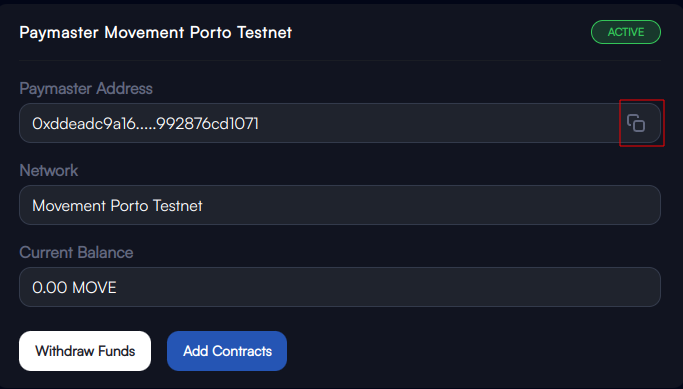 Paymaster Movement Porto Testnet
ACTIVE
Paymaster Address
0xddeadc9a16.....992876cd1071
Network
Movement Porto Testnet
Current Balance
0.00 MOVE
Withdraw Funds
Add Contracts